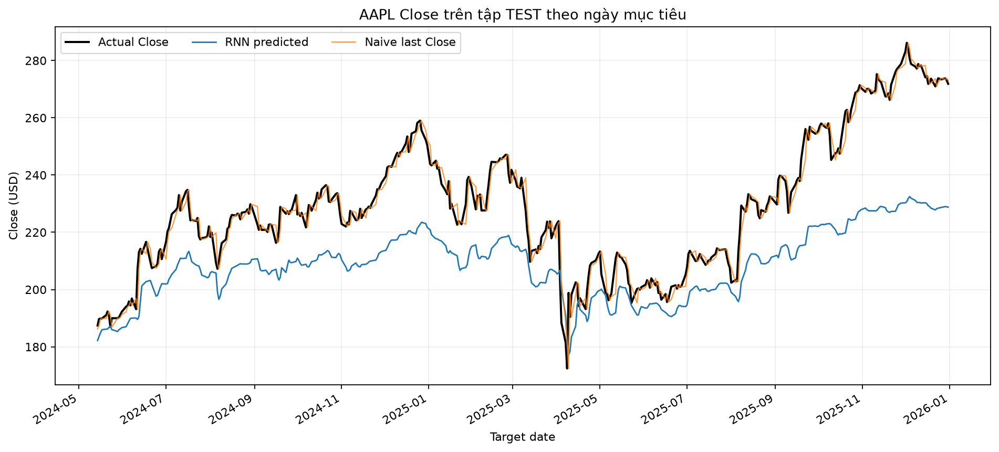 AAPL Close trên tập TEST theo ngày mục tiêu
Actual Close
RNN predicted
Naive last Close
Close (USD)
280
260
240
220
200
180
2024-05
2024-07
2024-09
2024-11
2025-01
2025-03
2025-05
2025-07
2025-09
2025-11
2026-01
Target date